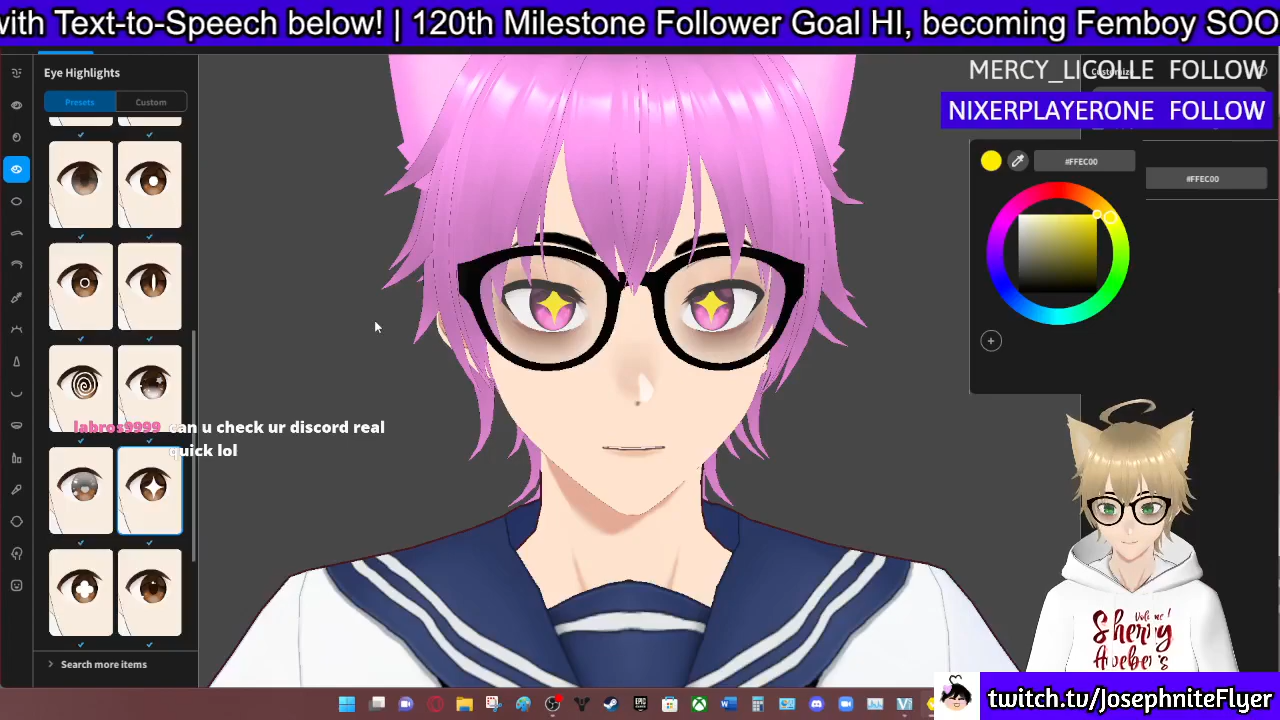 with Text-to-Speech below! | 120th Milestone Follower Goal HI, becoming Femboy SOO
Eye Highlights
Presets
Custom
MERCY_LICOLLE FOLLOW
NIXERPLAYERONE FOLLOW
#FFEC00
#FFEC00
labros9999 can u check ur discord real
quick lol
Search more items
twitch.tv/JosephniteFlyer